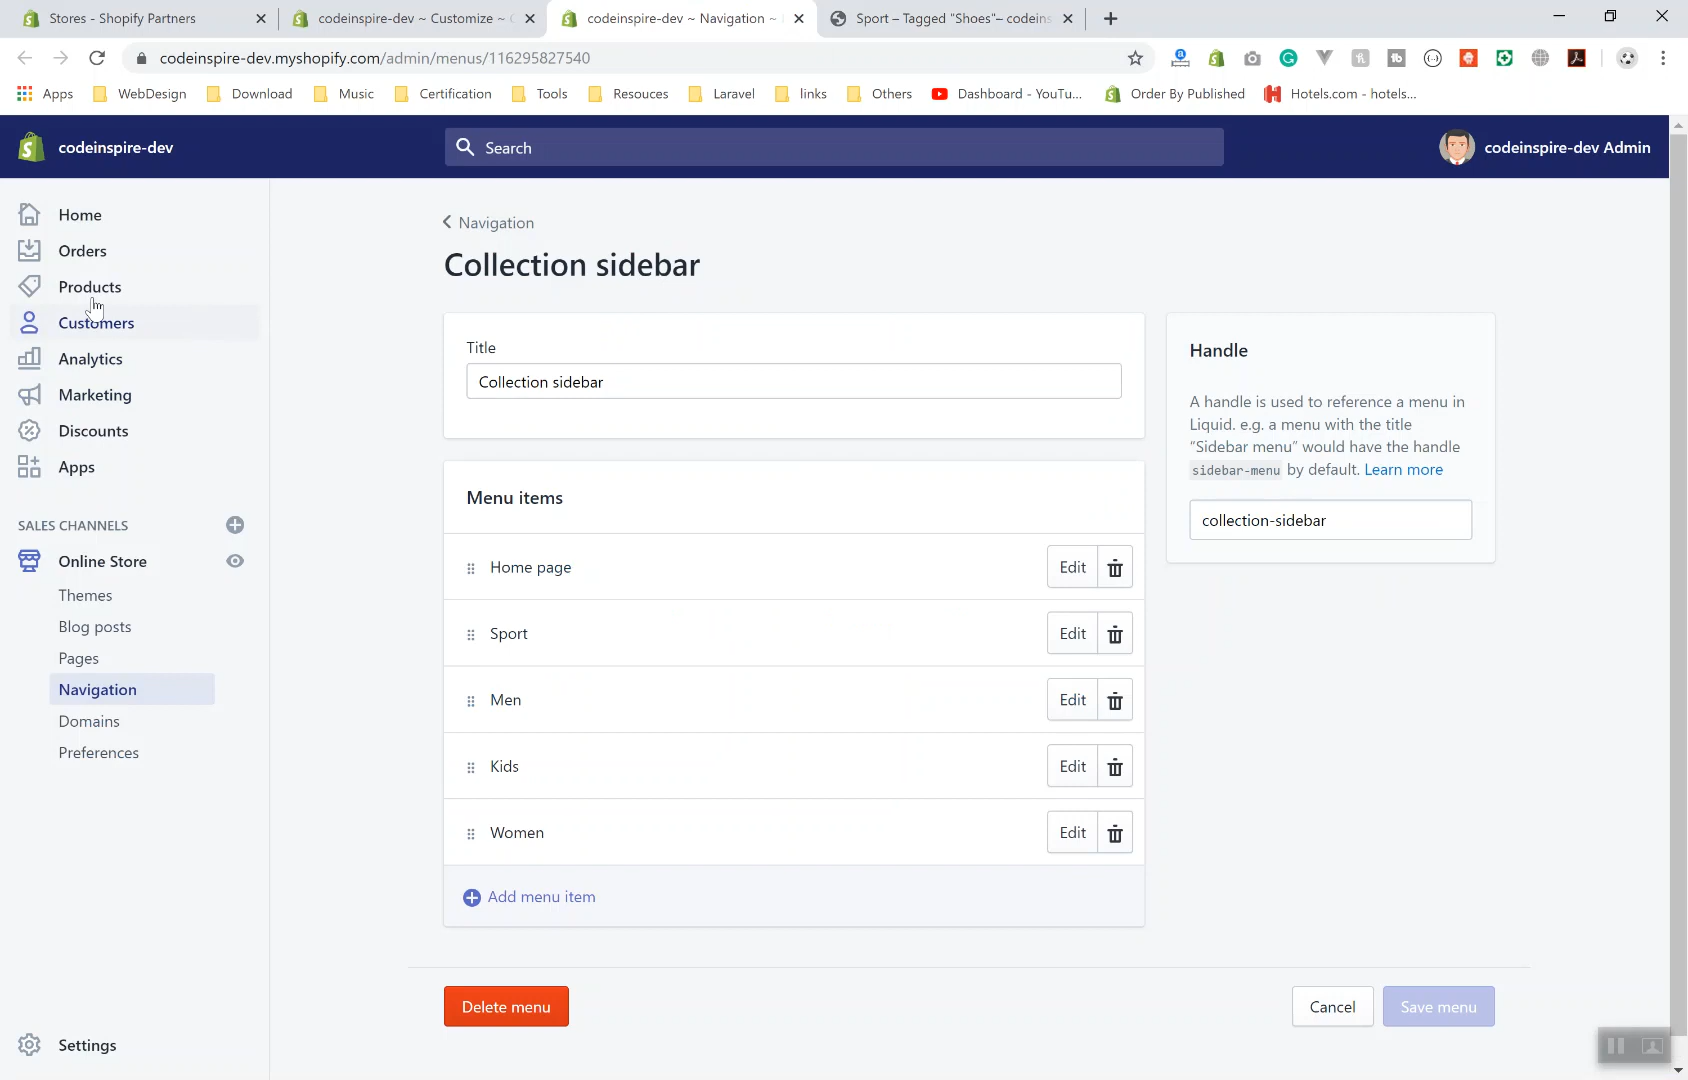 Stores - Shopify Partners
codeinspire-dev ~ Customize ~
codeinspire-dev ~ Navigation ~
Sport – Tagged "Shoes"– codeins
codeinspire-dev.myshopify.com/admin/menus/116295827540
Apps
WebDesign
Download
Music
Certification
Tools
Resouces
Laravel
links
Others
Dashboard - YouTu...
Order By Published
Hotels.com - hotels...
codeinspire-dev
Search
codeinspire-dev Admin
Home
Orders
Products
Customers
Analytics
Marketing
Discounts
Apps
SALES CHANNELS
Online Store
Themes
Blog posts
Pages
Navigation
Domains
Preferences
Settings
Navigation
Collection sidebar
Title
Collection sidebar
Menu items
Home page Edit
Sport Edit
Men Edit
Kids Edit
Women Edit
Add menu item
Handle
A handle is used to reference a menu in
Liquid. e.g. a menu with the title
"Sidebar menu" would have the handle
sidebar-menu by default. Learn more
collection-sidebar
Delete menu
Cancel
Save menu